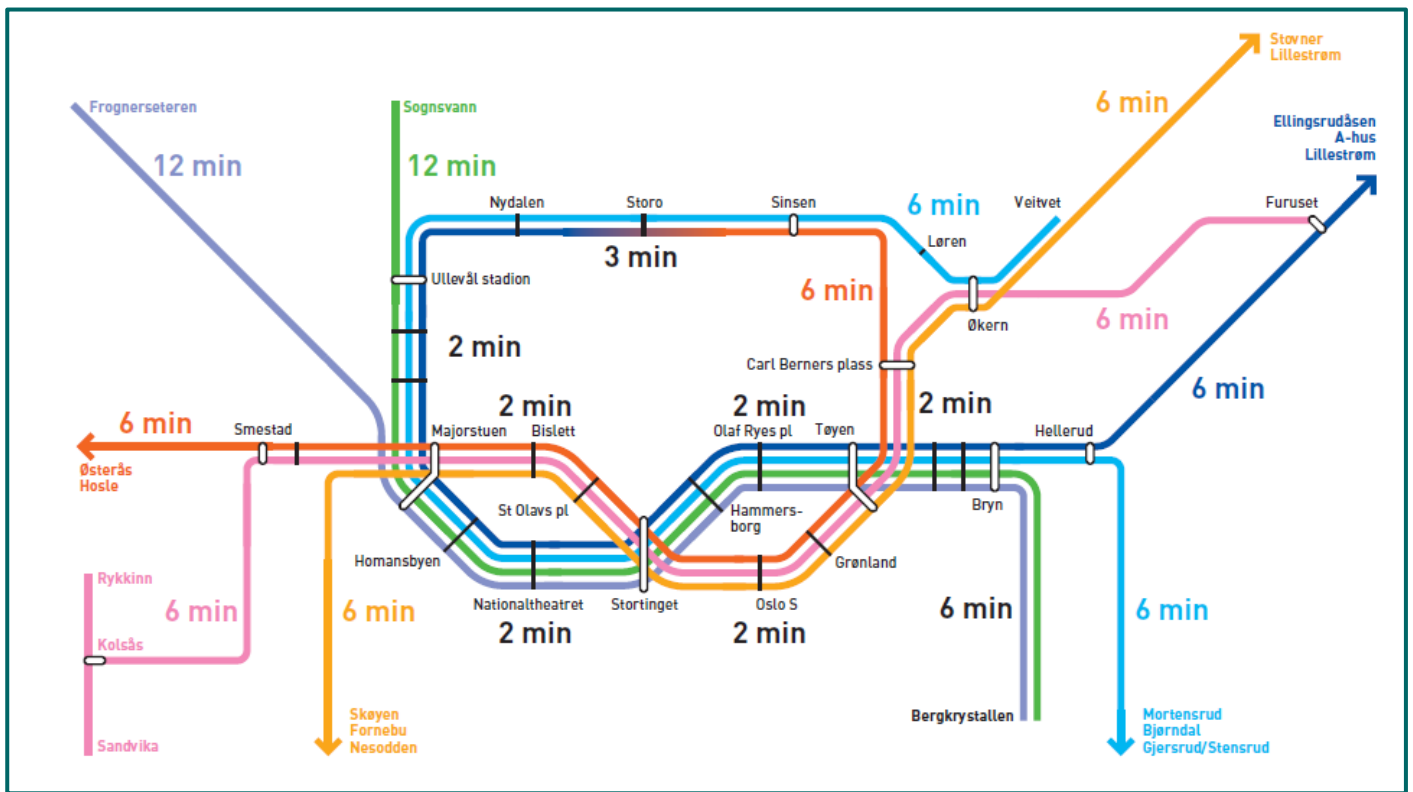 Stovner
Lillestrøm
6 min
Frognerseteren
Sognsvann
Ellingsrudåsen
A-hus
Lillestrøm
12 min
12 min
Nydalen
Storo
Sinsen
6 min
Veitvet
Furuset
Løren
3 min
Ullevål stadion
6 min
Økern
6 min
2 min
Carl Berners plass
6 min
2 min
2 min
2 min
6 min
Smestad
Majorstuen
Bislett
Olaf Ryes pl
Tøyen
Hellerud
Østerås
Hosle
St Olavs pl
Hammers-
borg
Bryn
Homansbyen
Grønland
Rykkinn
6 min
6 min
Nationaltheatret
Stortinget
Oslo S
6 min
6 min
2 min
2 min
Kolsås
Skøyen
Fornebu
Nesodden
Bergkrystallen
Mortensrud
Bjørndal
Gjersrud/Stensrud
Sandvika